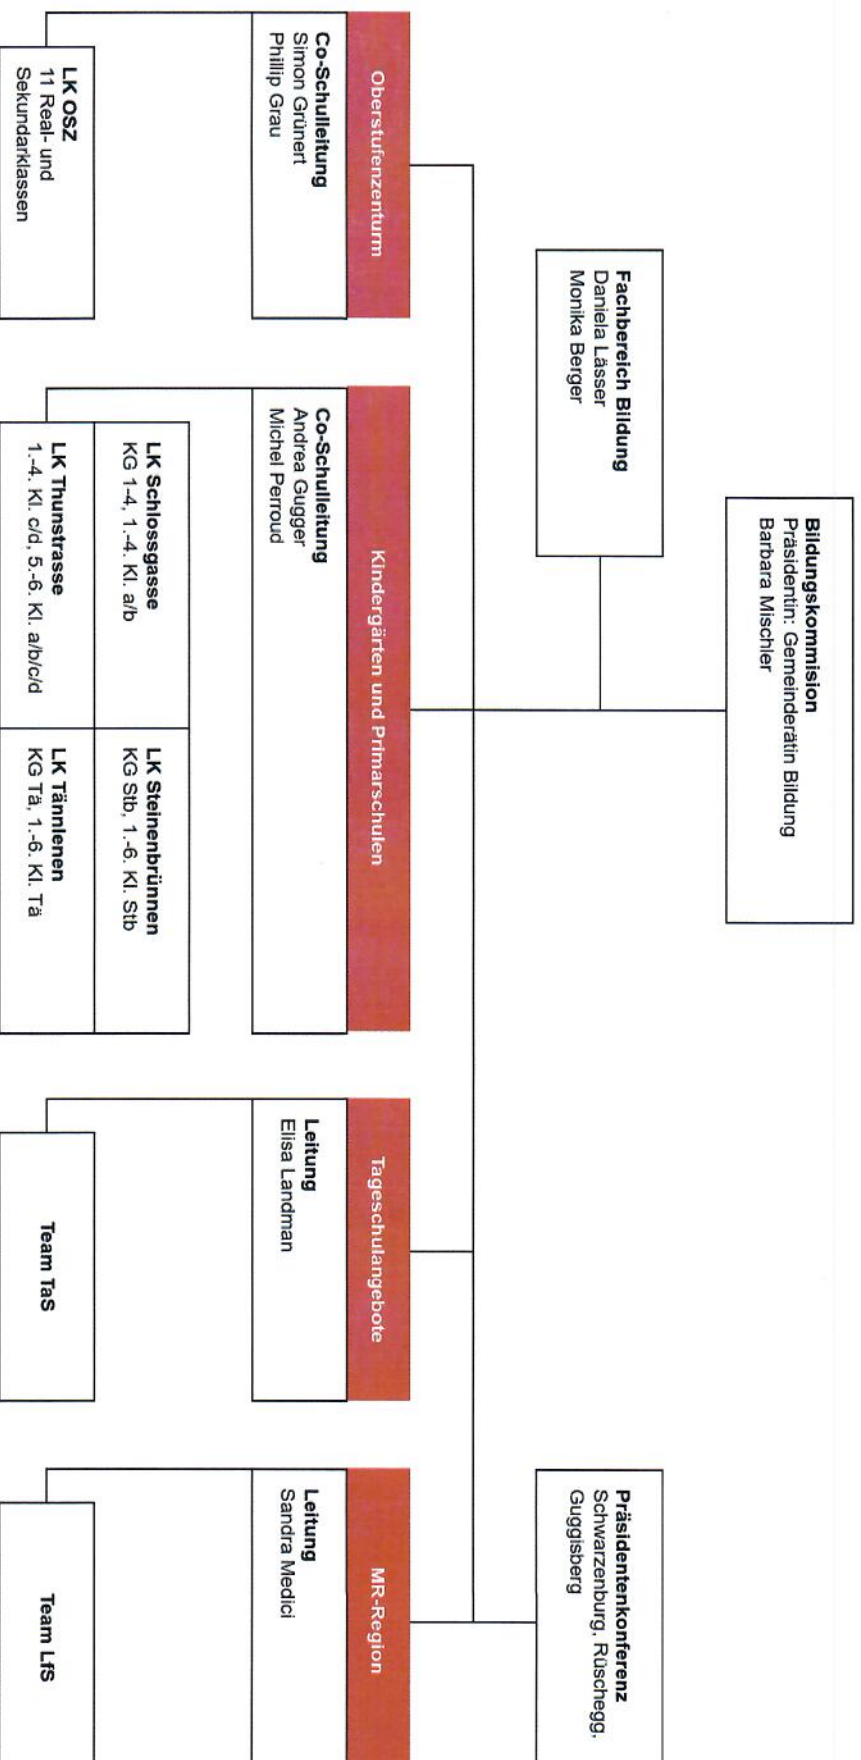 Bildungskommision
Präsidentin: Gemeinderätin Bildung
Barbara Mischler
Fachbereich Bildung
Daniela Lässer
Monika Berger
Präsidentenkonferenz
Schwarzenburg, Rüschegg,
Guggisberg
Oberstufenzenturm
Co-Schulleitung
Simon Grünert
Phillip Grau
LK OSZ
11 Real- und
Sekundarklassen
Kindergärten und Primarschulen
Co-Schulleitung
Andrea Gugger
Michel Perroud
LK Schlossgasse
KG 1-4, 1.-4. Kl. a/b
LK Steinenbrünnen
KG Stb, 1.-6. Kl. Stb
LK Thunstrasse
1.-4. Kl. c/d, 5.-6. Kl. a/b/c/d
LK Tännlenen
KG Tä, 1.-6. Kl. Tä
Tageschulangebote
Leitung
Elisa Landman
Team TaS
MR-Region
Leitung
Sandra Medici
Team LfS